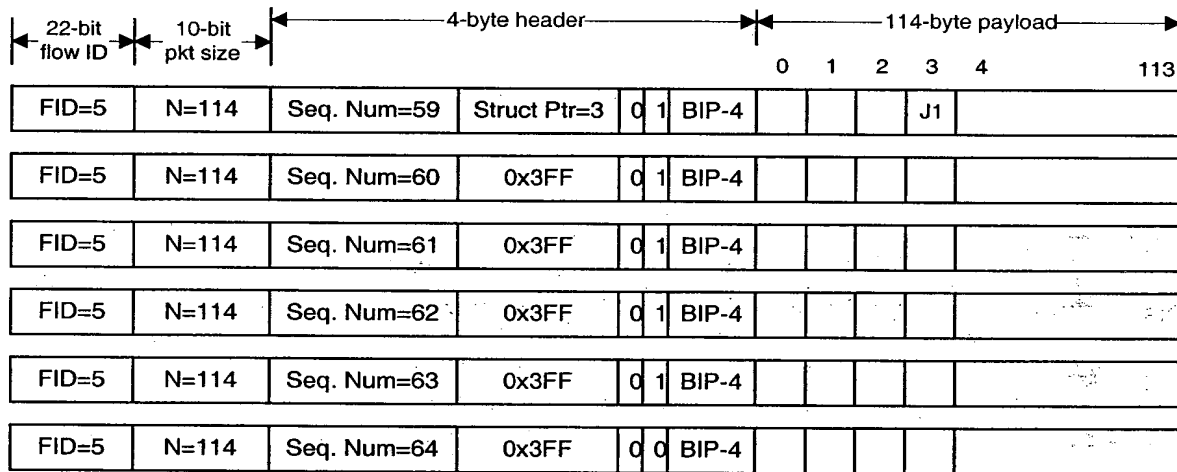 22-bit flow ID 10-bit pkt size 4-byte header 114-byte payload
0 1 2 3 4 113
FID=5 N=114 Seq. Num=59 Struct Ptr=3 0 1 BIP-4 J1
FID=5 N=114 Seq. Num=60 0x3FF 0 1 BIP-4
FID=5 N=114 Seq. Num=61 0x3FF 0 1 BIP-4
FID=5 N=114 Seq. Num=62 0x3FF 0 1 BIP-4
FID=5 N=114 Seq. Num=63 0x3FF 0 1 BIP-4
FID=5 N=114 Seq. Num=64 0x3FF 0 0 BIP-4